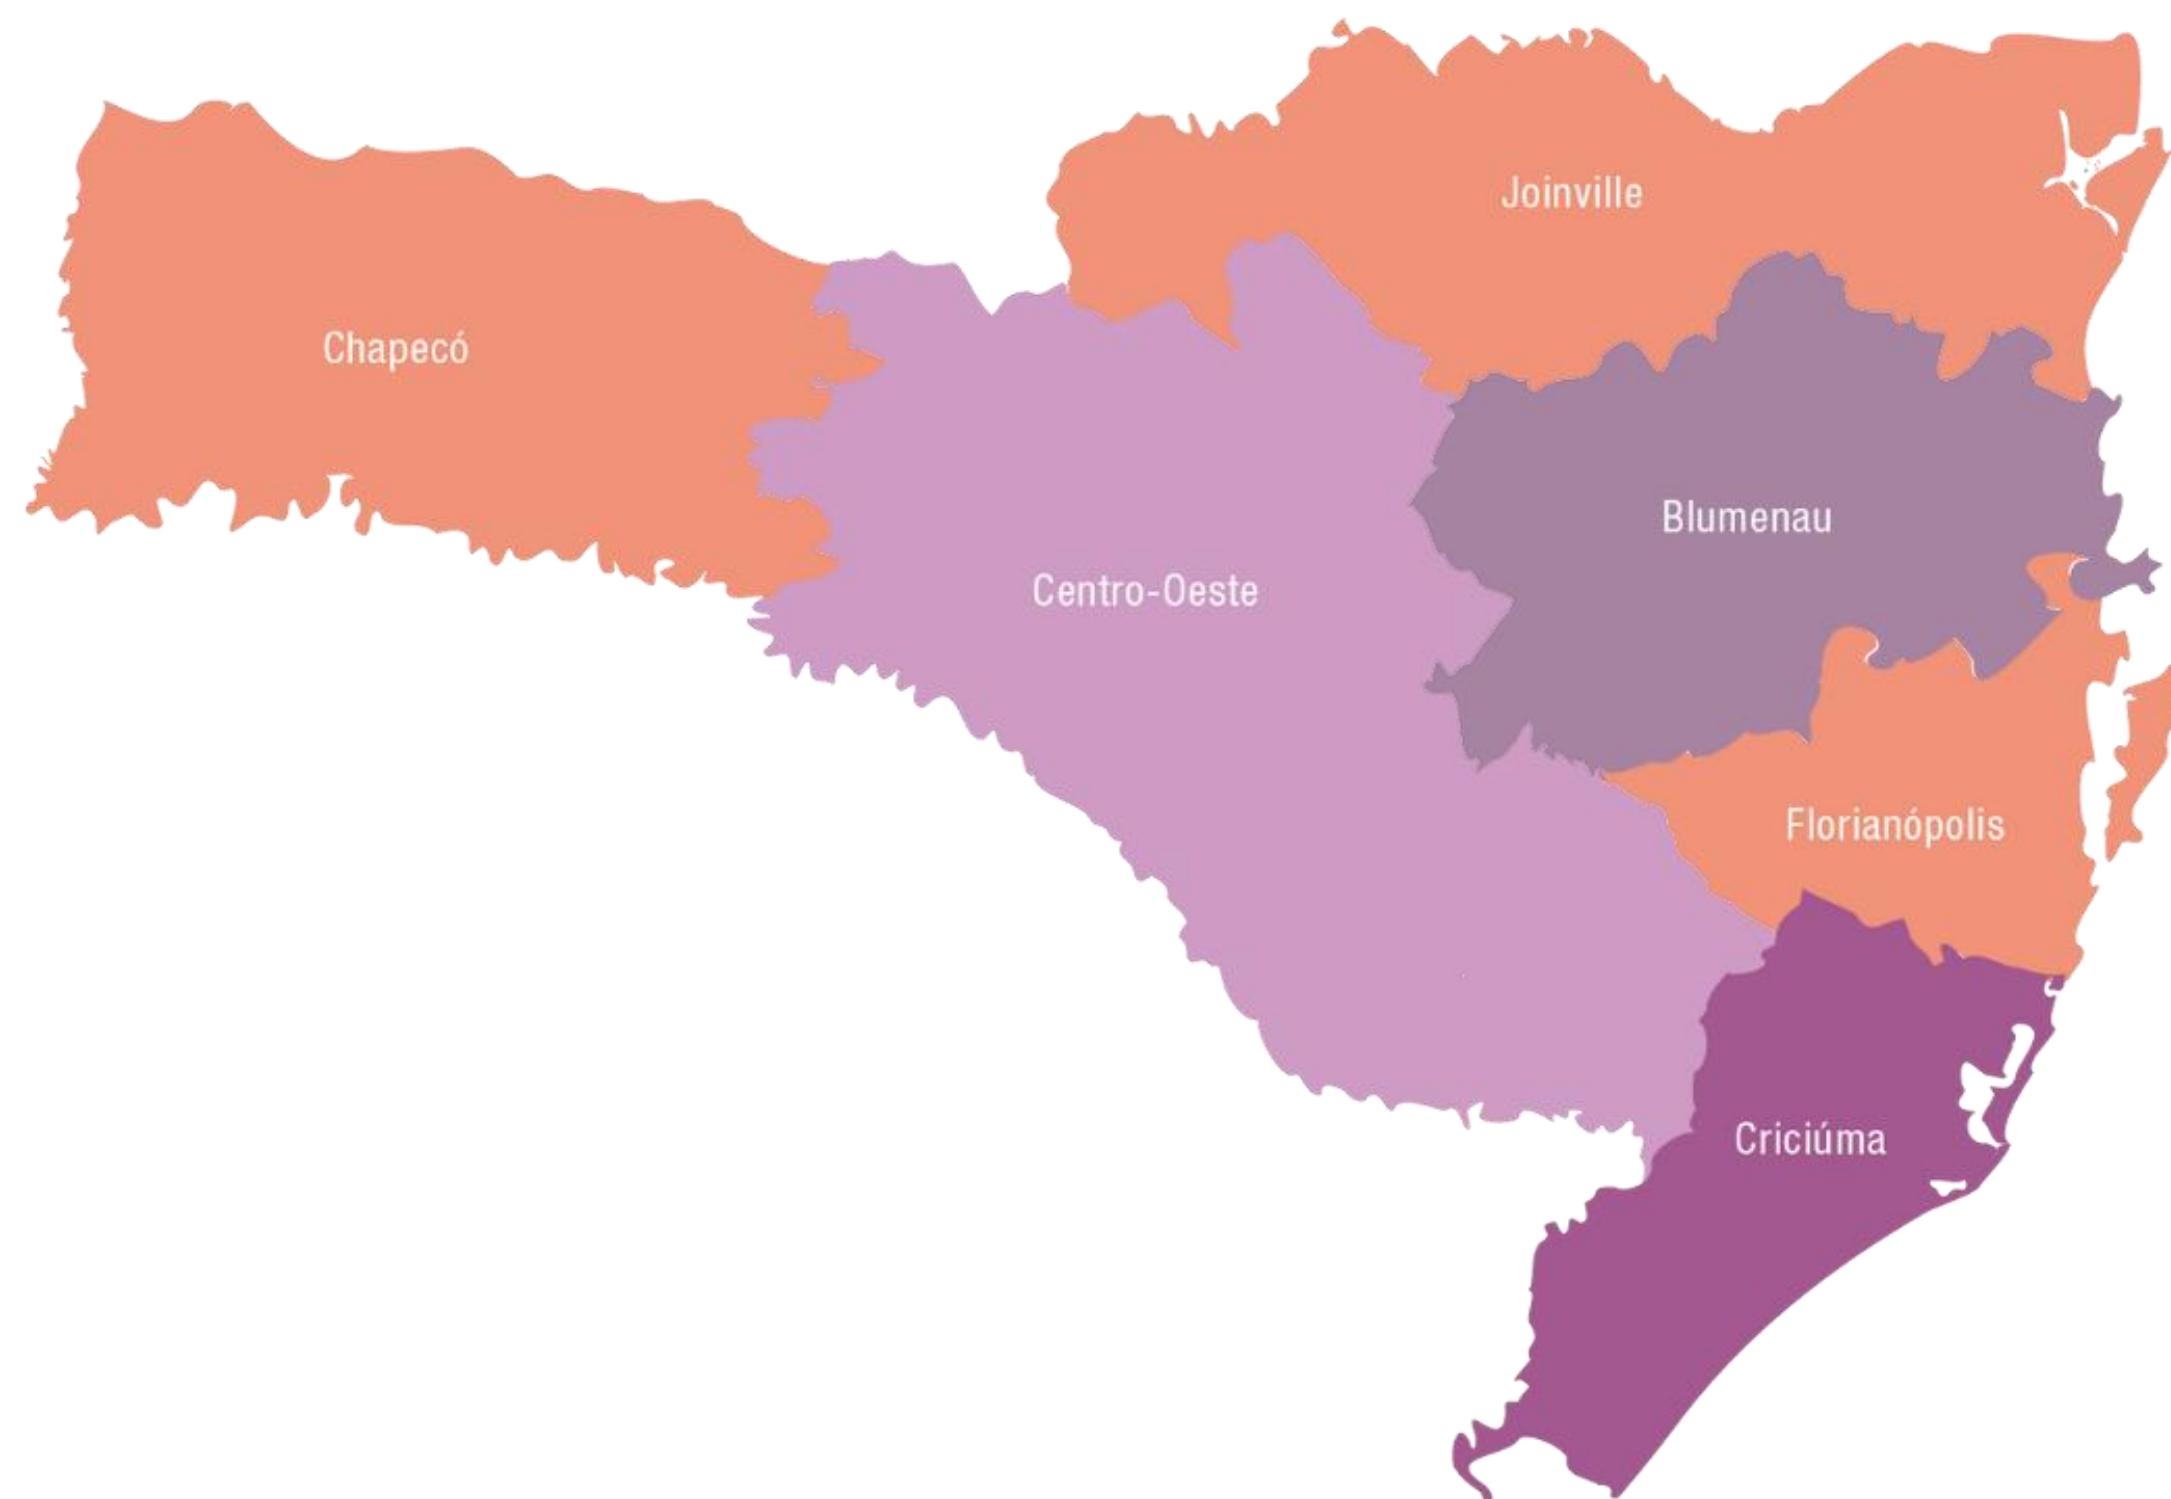 Joinville
Chapecó
Blumenau
Centro-Oeste
Florianópolis
Criciúma